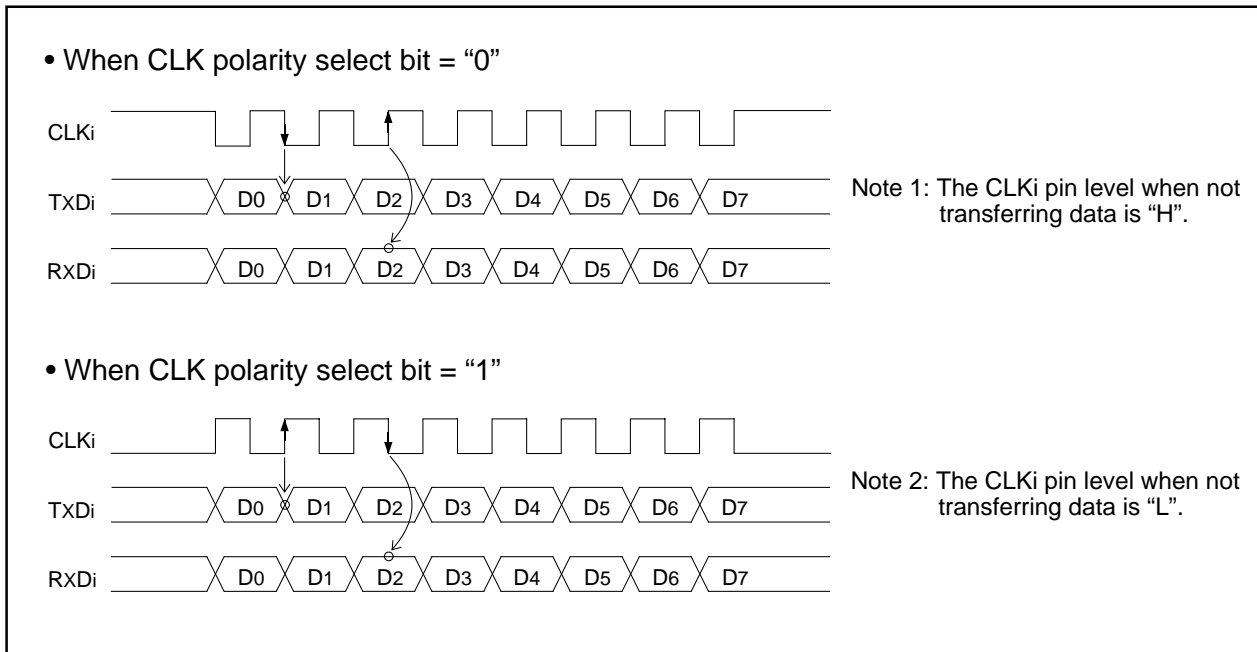 • When CLK polarity select bit = “0”
CLKi
TXDi D0 D1 D2 D3 D4 D5 D6 D7
Note 1: The CLKi pin level when not
transferring data is “H”.
RXDi D0 D1 D2 D3 D4 D5 D6 D7
• When CLK polarity select bit = “1”
CLKi
TXDi D0 D1 D2 D3 D4 D5 D6 D7
Note 2: The CLKi pin level when not
transferring data is “L”.
RXDi D0 D1 D2 D3 D4 D5 D6 D7